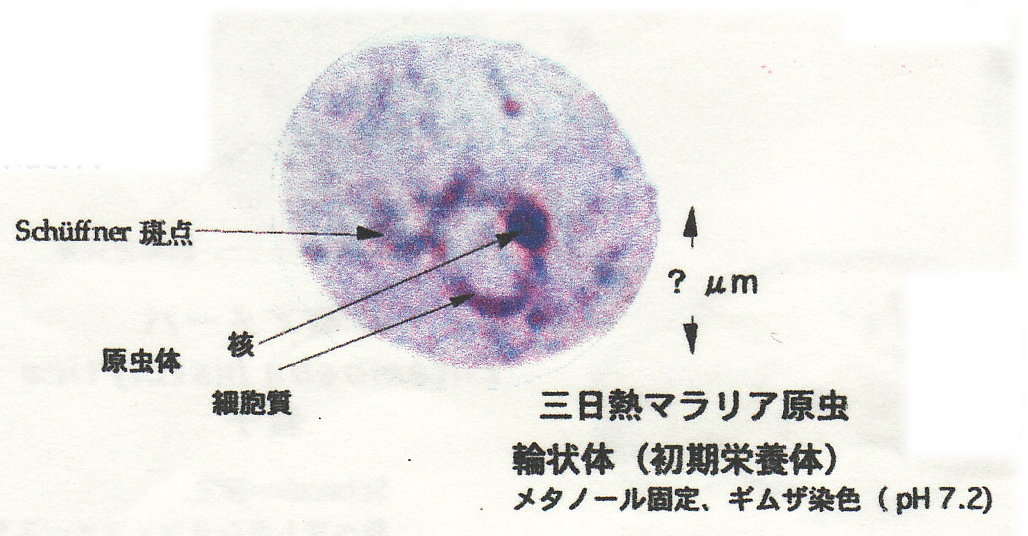 Schüffner 斑点
? μm
核
原虫体
細胞質
三日熱マラリア原虫
輪状体（初期栄養体）
メタノール固定、ギムザ染色（pH 7.2)